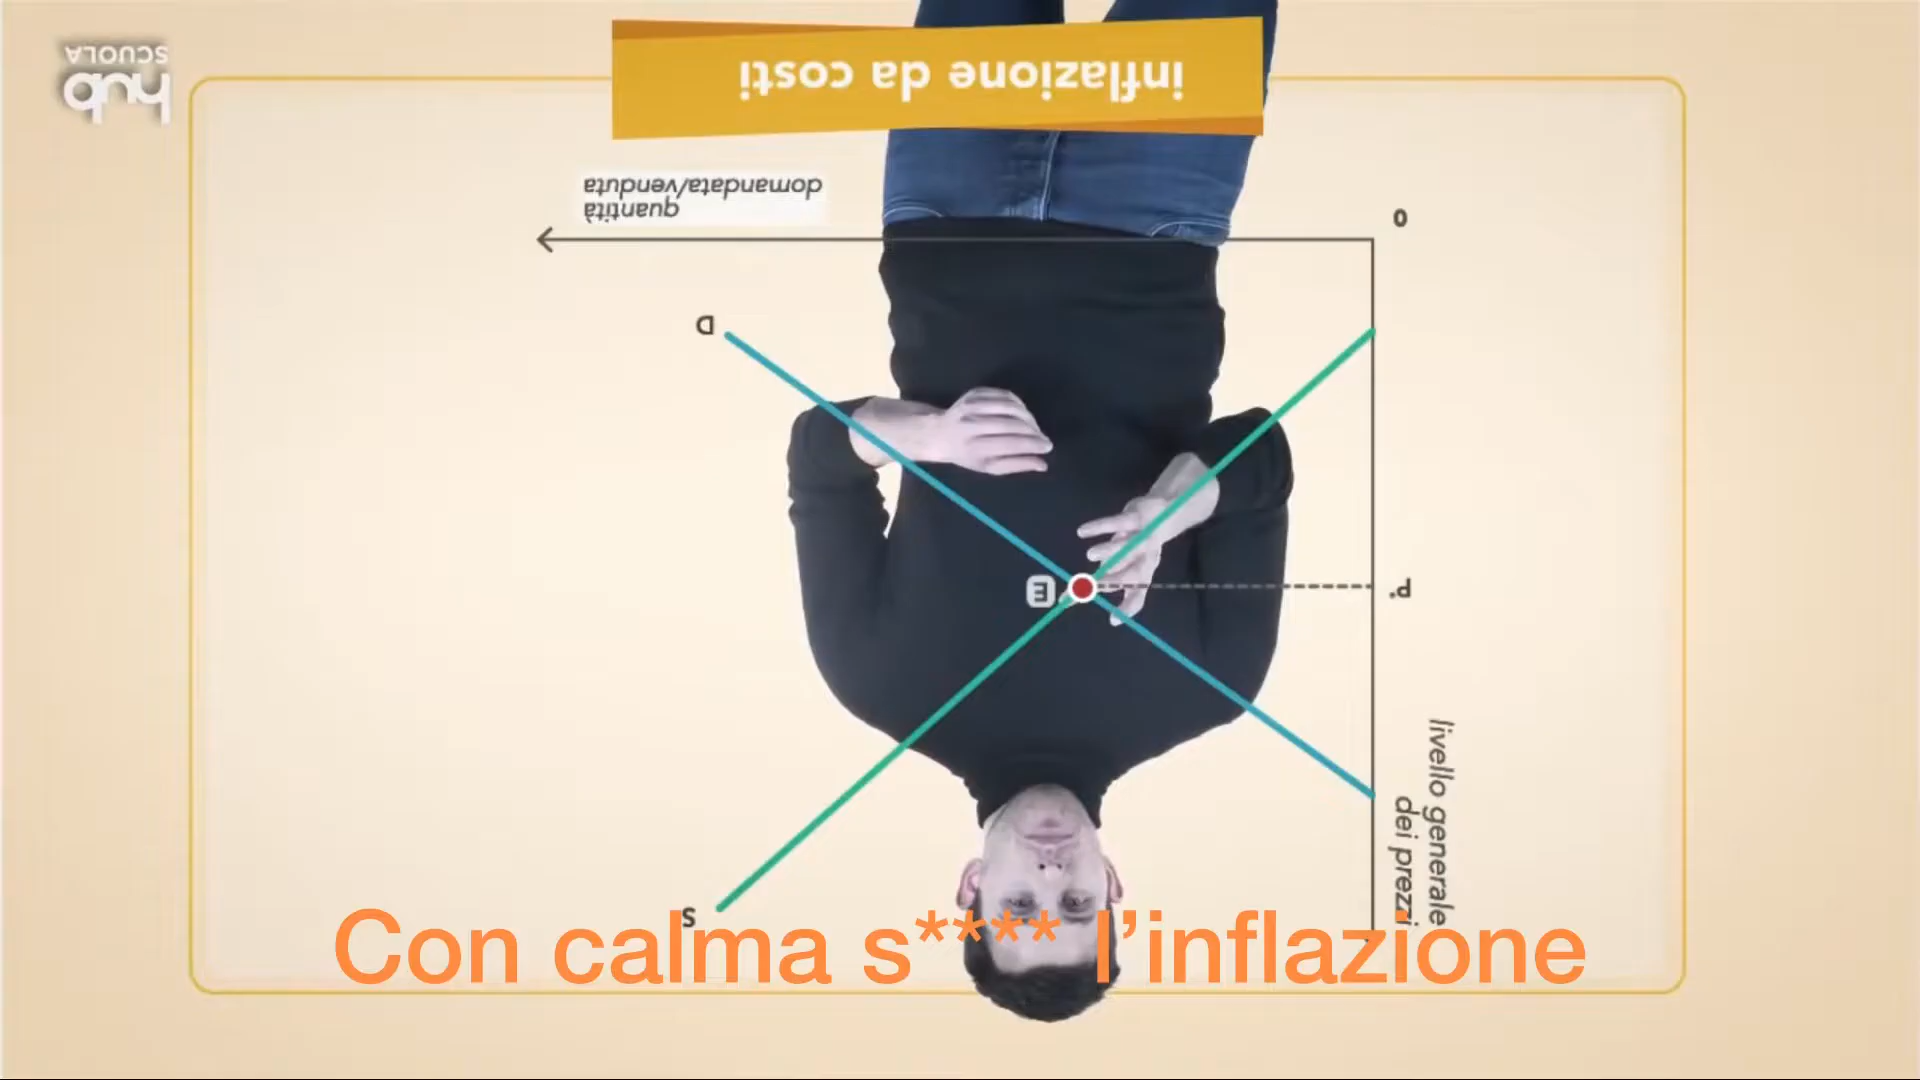 hub
SCUOLA
inflazione da costi
quantità
domandata/venduta
0
D
E
P.
livello generale
dei prezzi
S
Con calma s**** l’inflazione